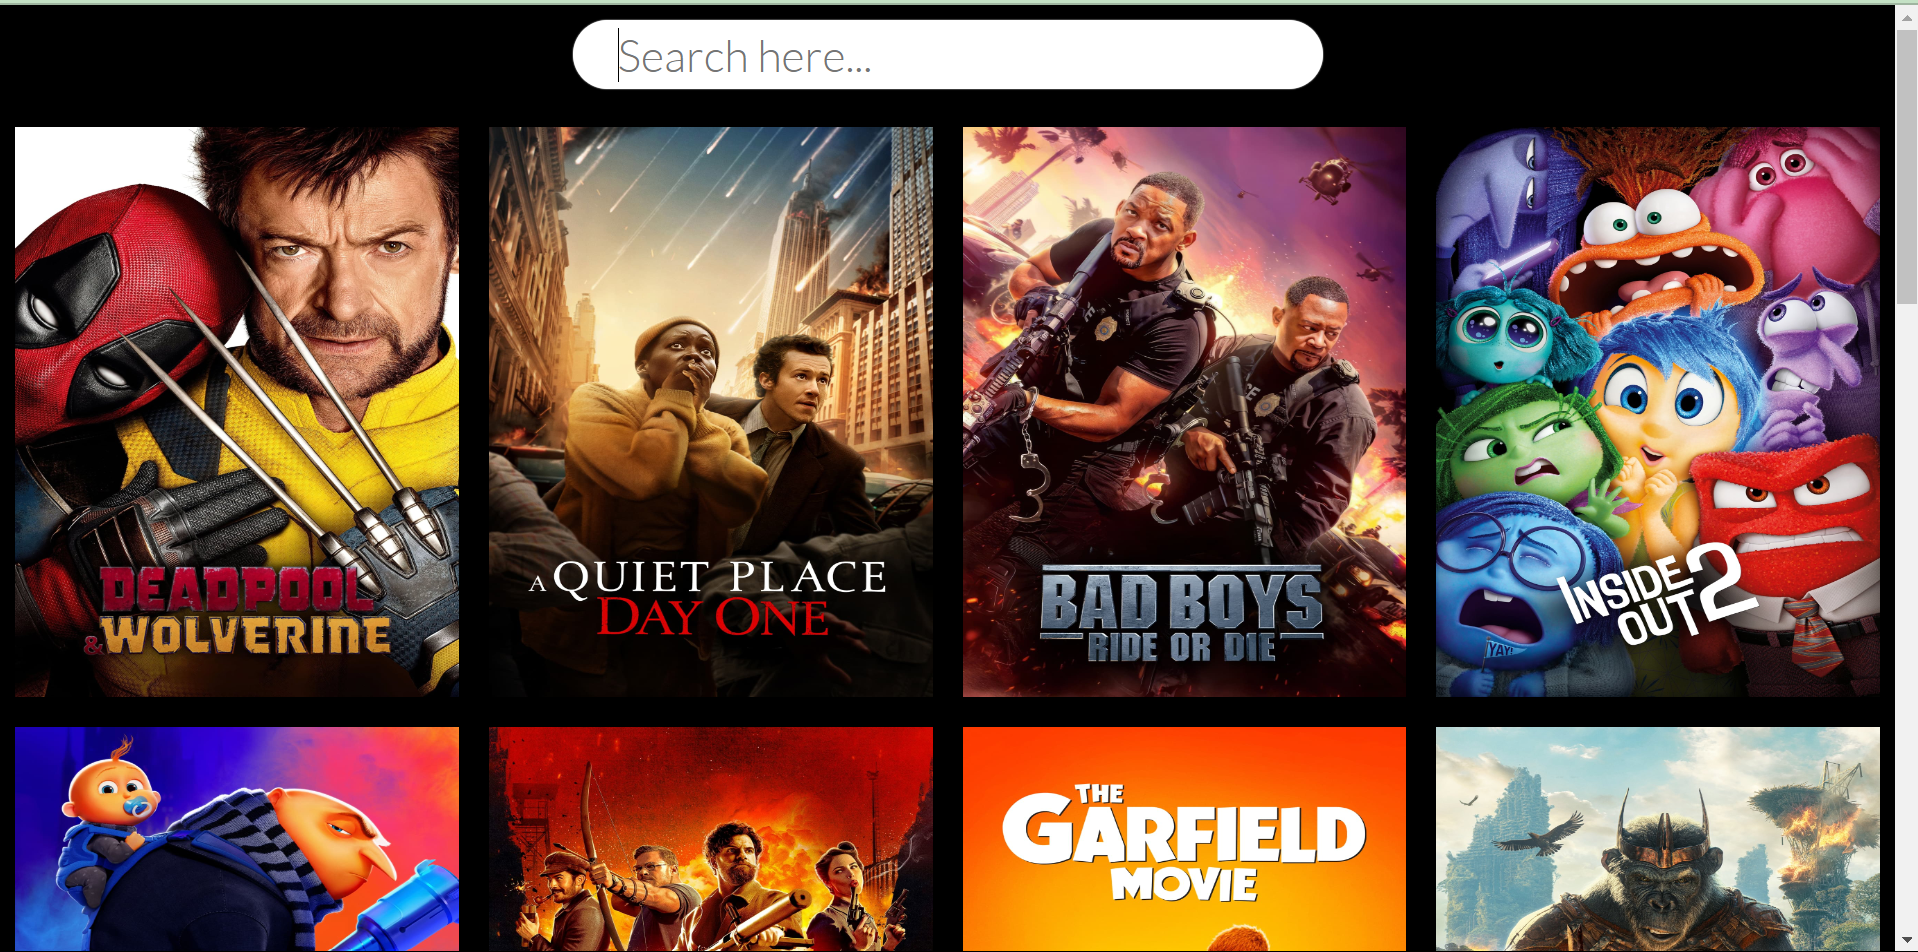 Search here...
DEADPOOL
& WOLVERINE
A QUIET PLACE
DAY ONE
BAD BOYS
RIDE OR DIE
INSIDE
OUT 2
YAY!
THE
GARFIELD
MOVIE